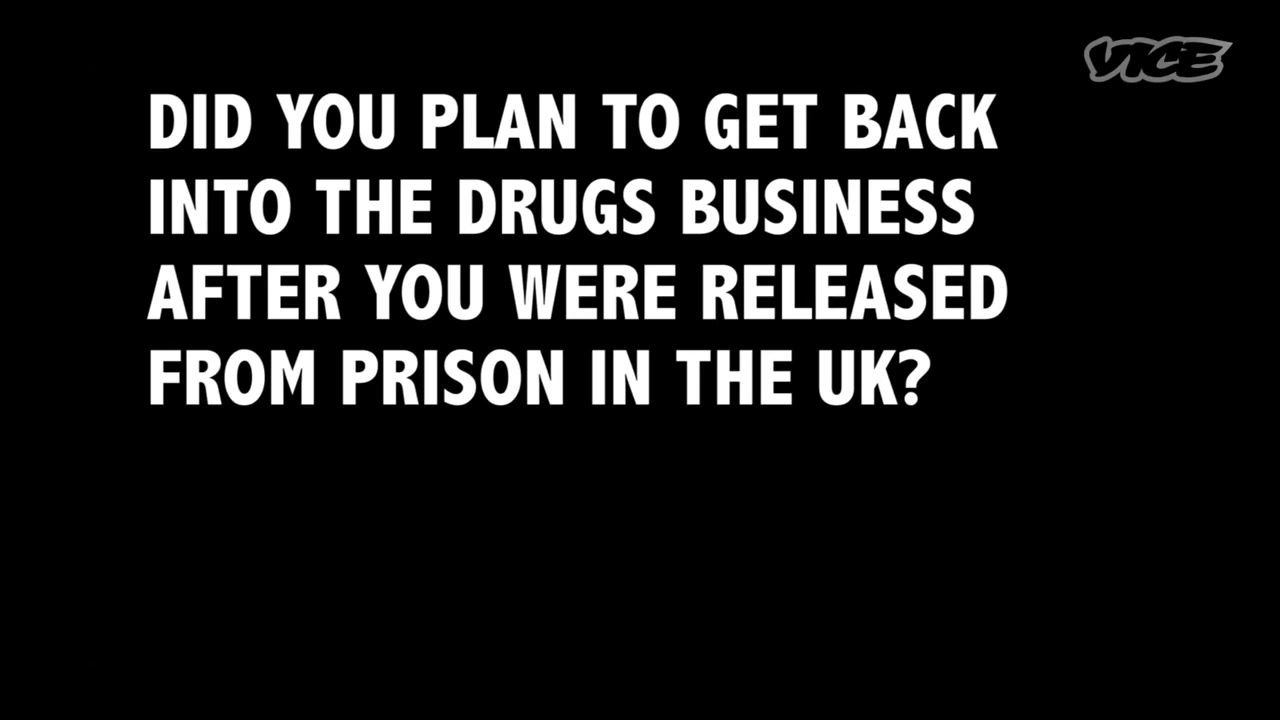 VICE
DID YOU PLAN TO GET BACK
INTO THE DRUGS BUSINESS
AFTER YOU WERE RELEASED
FROM PRISON IN THE UK?